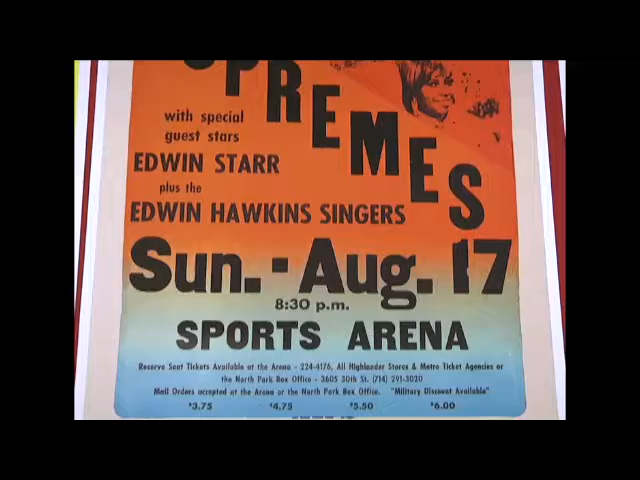 UPREMES
with special
guest stars
EDWIN STARR
plus the
EDWIN HAWKINS SINGERS
Sun. - Aug. 17
8:30 p.m.
SPORTS ARENA
Reserve Seat Tickets Available at the Arena - 224-4176, All Highlander Stores & Metro Ticket Agencies or
the North Park Box Office - 3605 30th St. (714) 291-3020
Mail Orders accepted at the Arena or the North Park Box Office. "Military Discount Available"
$3.75 $4.75 $5.50 $6.00